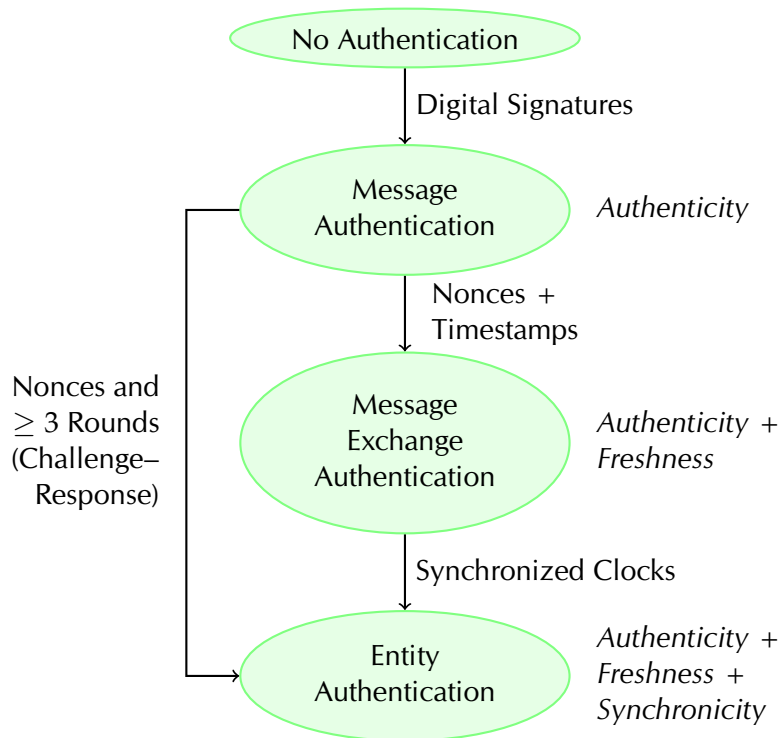 No Authentication
Digital Signatures
Message
Authentication
Authenticity
Nonces +
Timestamps
Nonces and
≥ 3 Rounds
(Challenge–
Response)
Message
Exchange
Authentication
Authenticity +
Freshness
Synchronized Clocks
Entity
Authentication
Authenticity +
Freshness +
Synchronicity